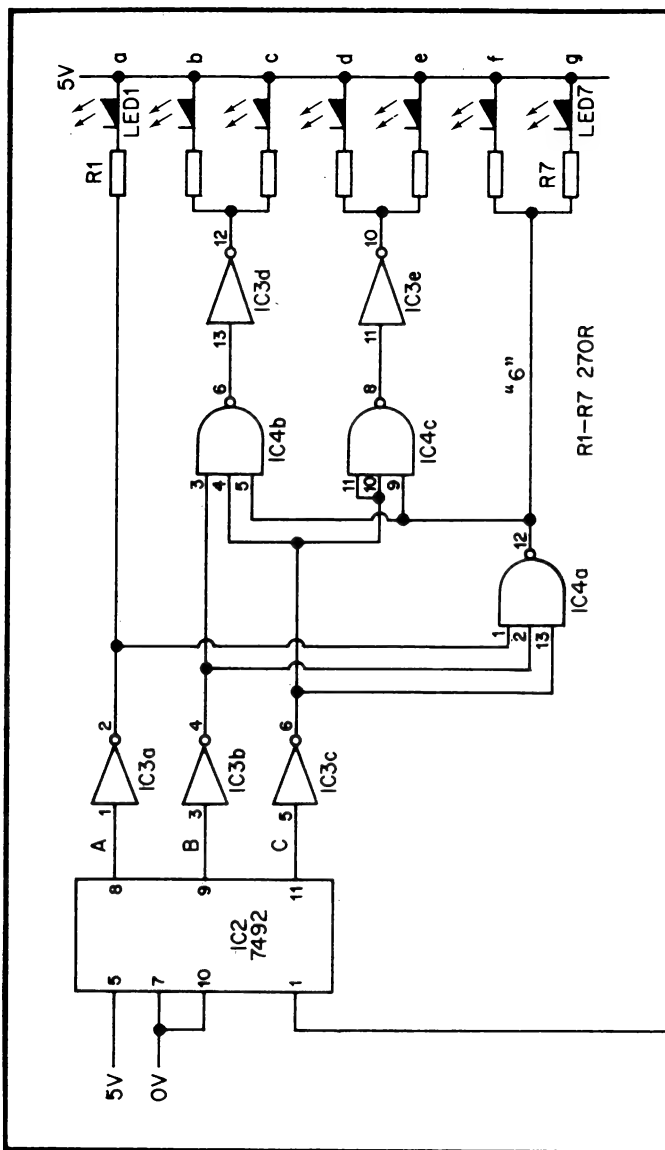 5V
5V
0V
5
7
10
1
IC2
7492
8
9
11
A
B
C
1
2
IC3a
3
4
IC3b
5
6
IC3c
3
4
5
6
IC4b
13
12
IC3d
11
10
9
8
IC4c
11
10
IC3e
1
2
13
12
IC4a
"6"
R1
LED1
R7
LED7
a
b
c
d
e
f
g
R1–R7 270R